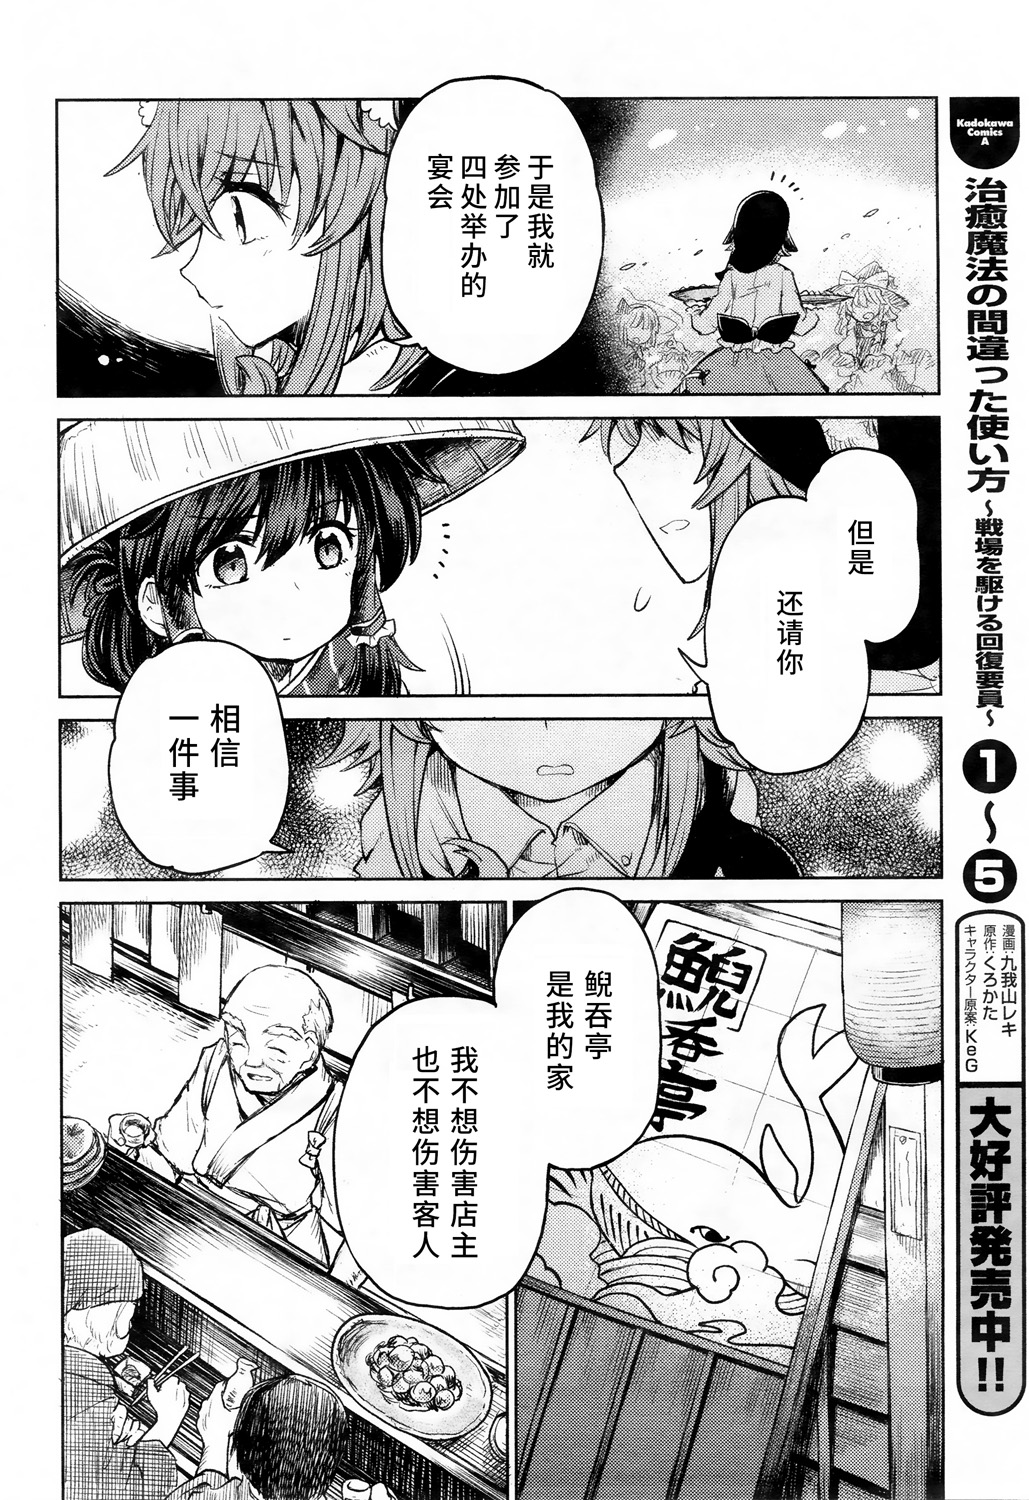 于是我就
参加了
四处举办的
宴会
但是
还请你
相信
一件事
鲵吞亭
是我的家
我不想伤害店主
也不想伤害客人
鯢呑亭
Kadokawa
Comics
A
治癒魔法の間違った使い方
～戦場を駆ける回復要員～
1～5
漫画:九我山レキ
原作:くろかた
キャラクター原案:KeG
大好評発売中!!